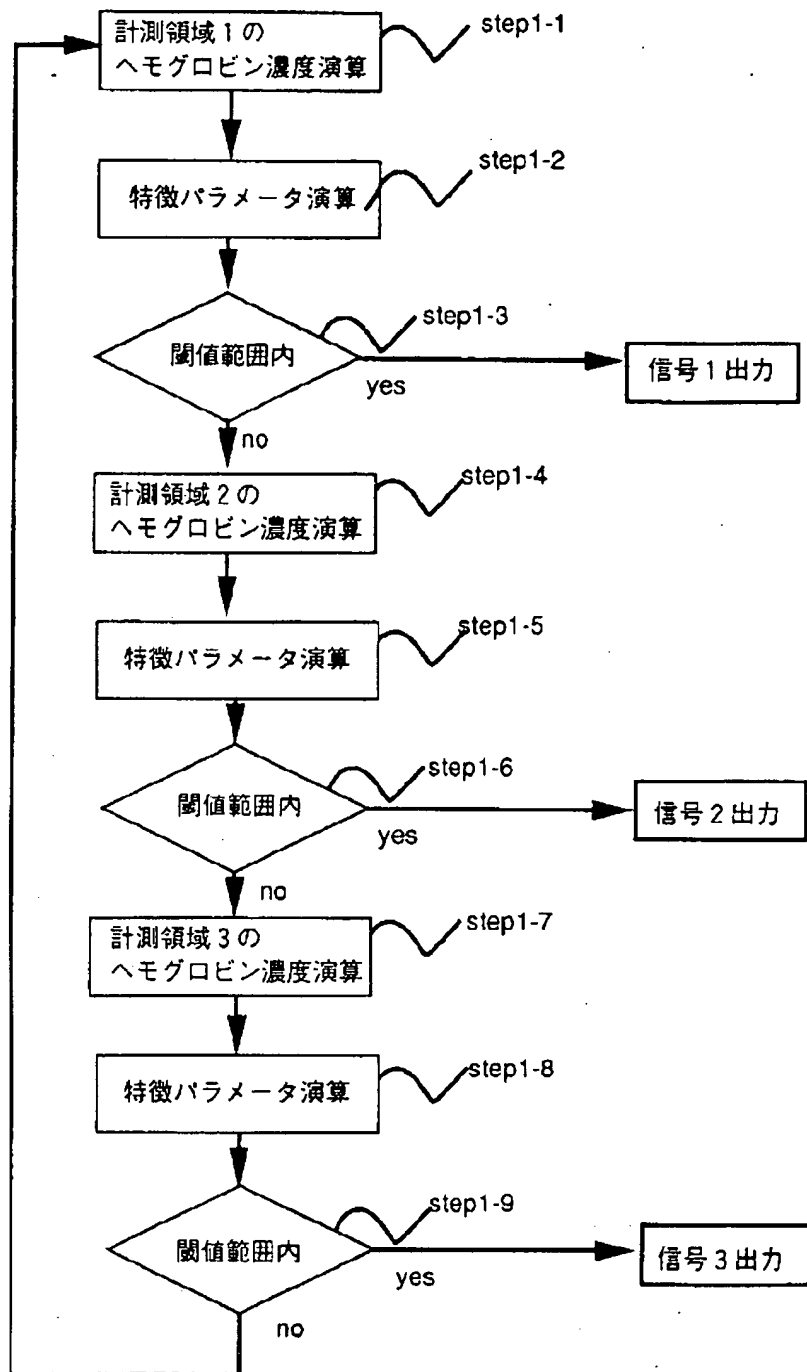 計測領域1の
ヘモグロビン濃度演算
step1-1
特徴パラメータ演算
step1-2
閾値範囲内
step1-3
yes
信号1出力
no
計測領域2の
ヘモグロビン濃度演算
step1-4
特徴パラメータ演算
step1-5
閾値範囲内
step1-6
yes
信号2出力
no
計測領域3の
ヘモグロビン濃度演算
step1-7
特徴パラメータ演算
step1-8
閾値範囲内
step1-9
yes
信号3出力
no